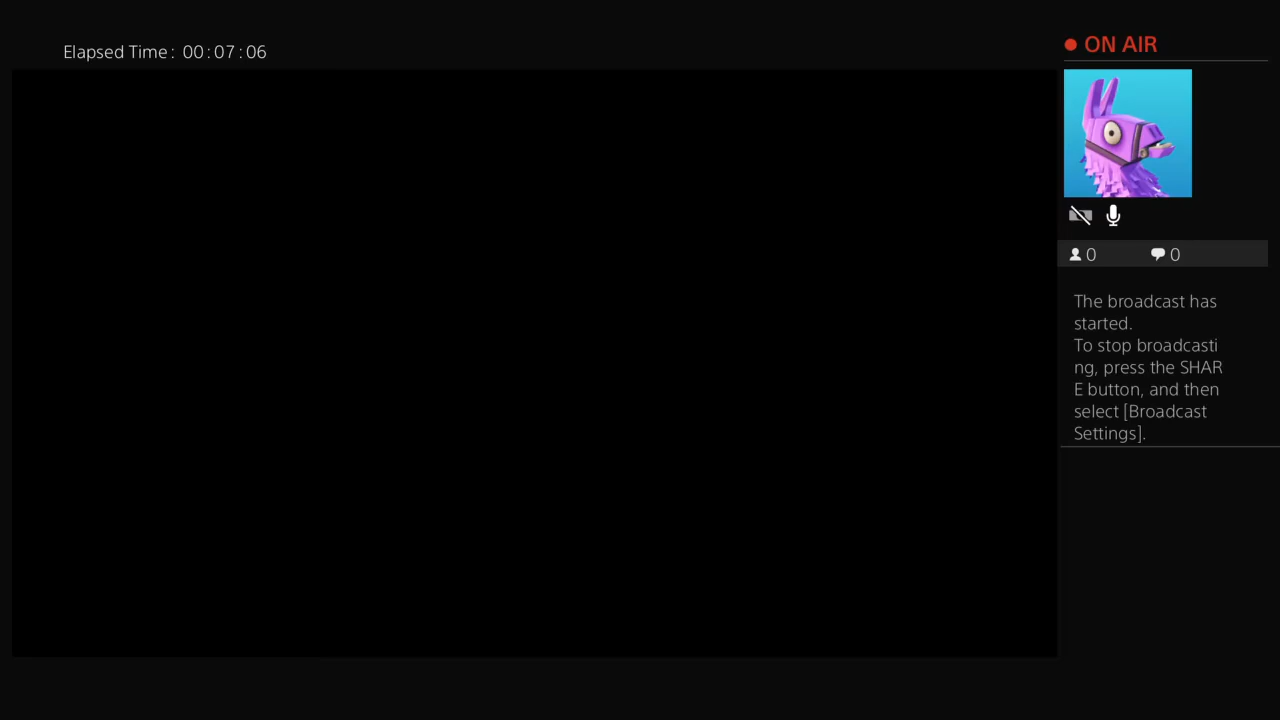 Elapsed Time: 00:07:06
ON AIR
0 0
The broadcast has
started.
To stop broadcasti
ng, press the SHAR
E button, and then
select [Broadcast
Settings].